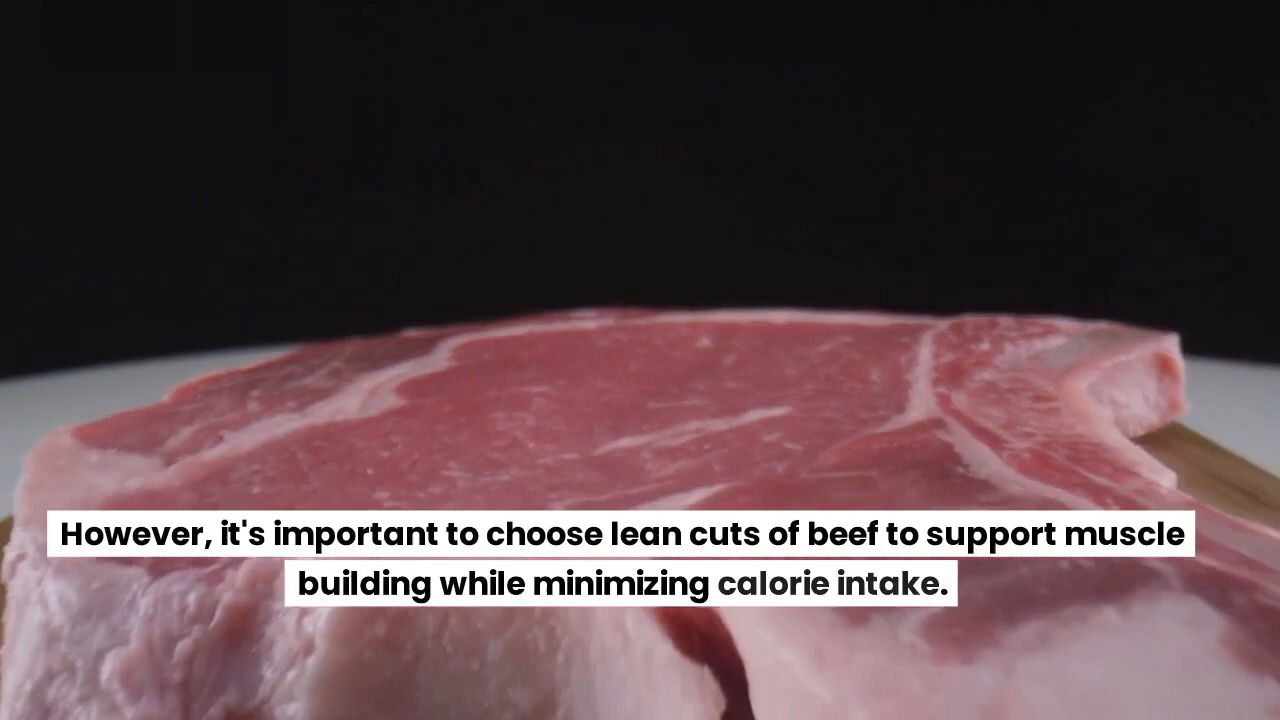 However, it's important to choose lean cuts of beef to support muscle
building while minimizing calorie intake.